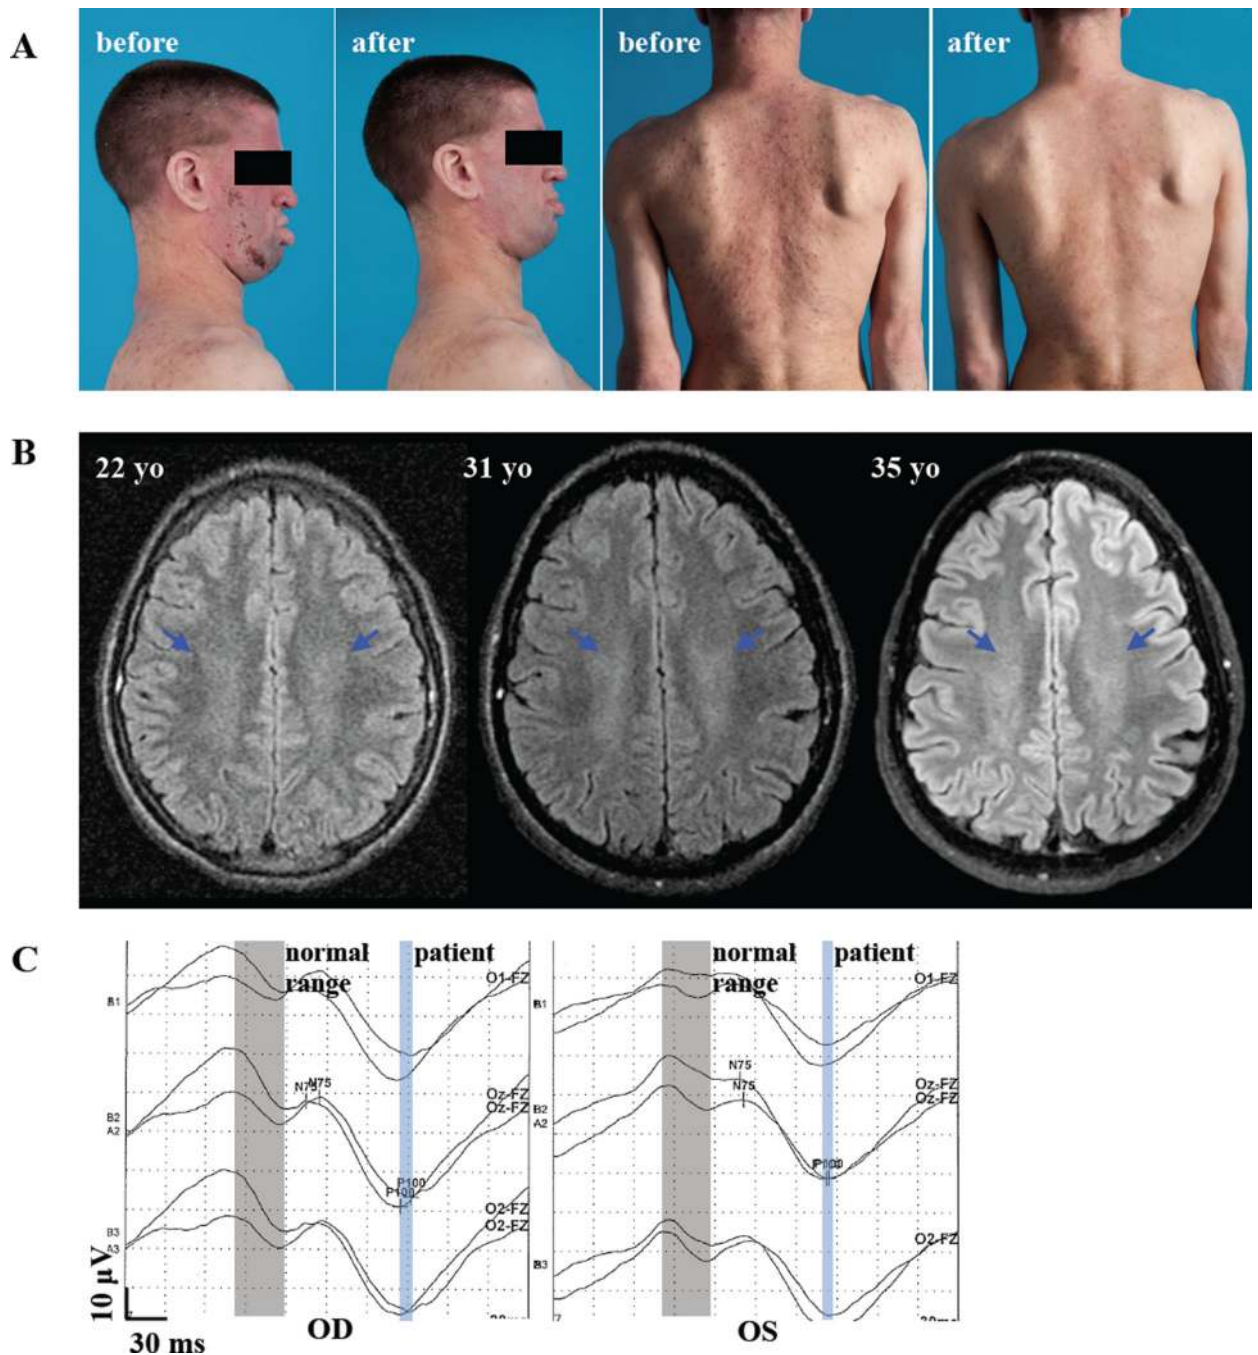 A
before
after
before
after
B
22 yo
31 yo
35 yo
C
normal
range
patient
normal
range
patient
O1-FZ
O1-FZ
B1
N75
N75
Oz-FZ
Oz-FZ
B2
A2
P100
P100
N75
N75
Oz-FZ
Oz-FZ
B2
A2
P100
O2-FZ
O2-FZ
B3
A3
O2-FZ
10 µV
30 ms
OD
OS